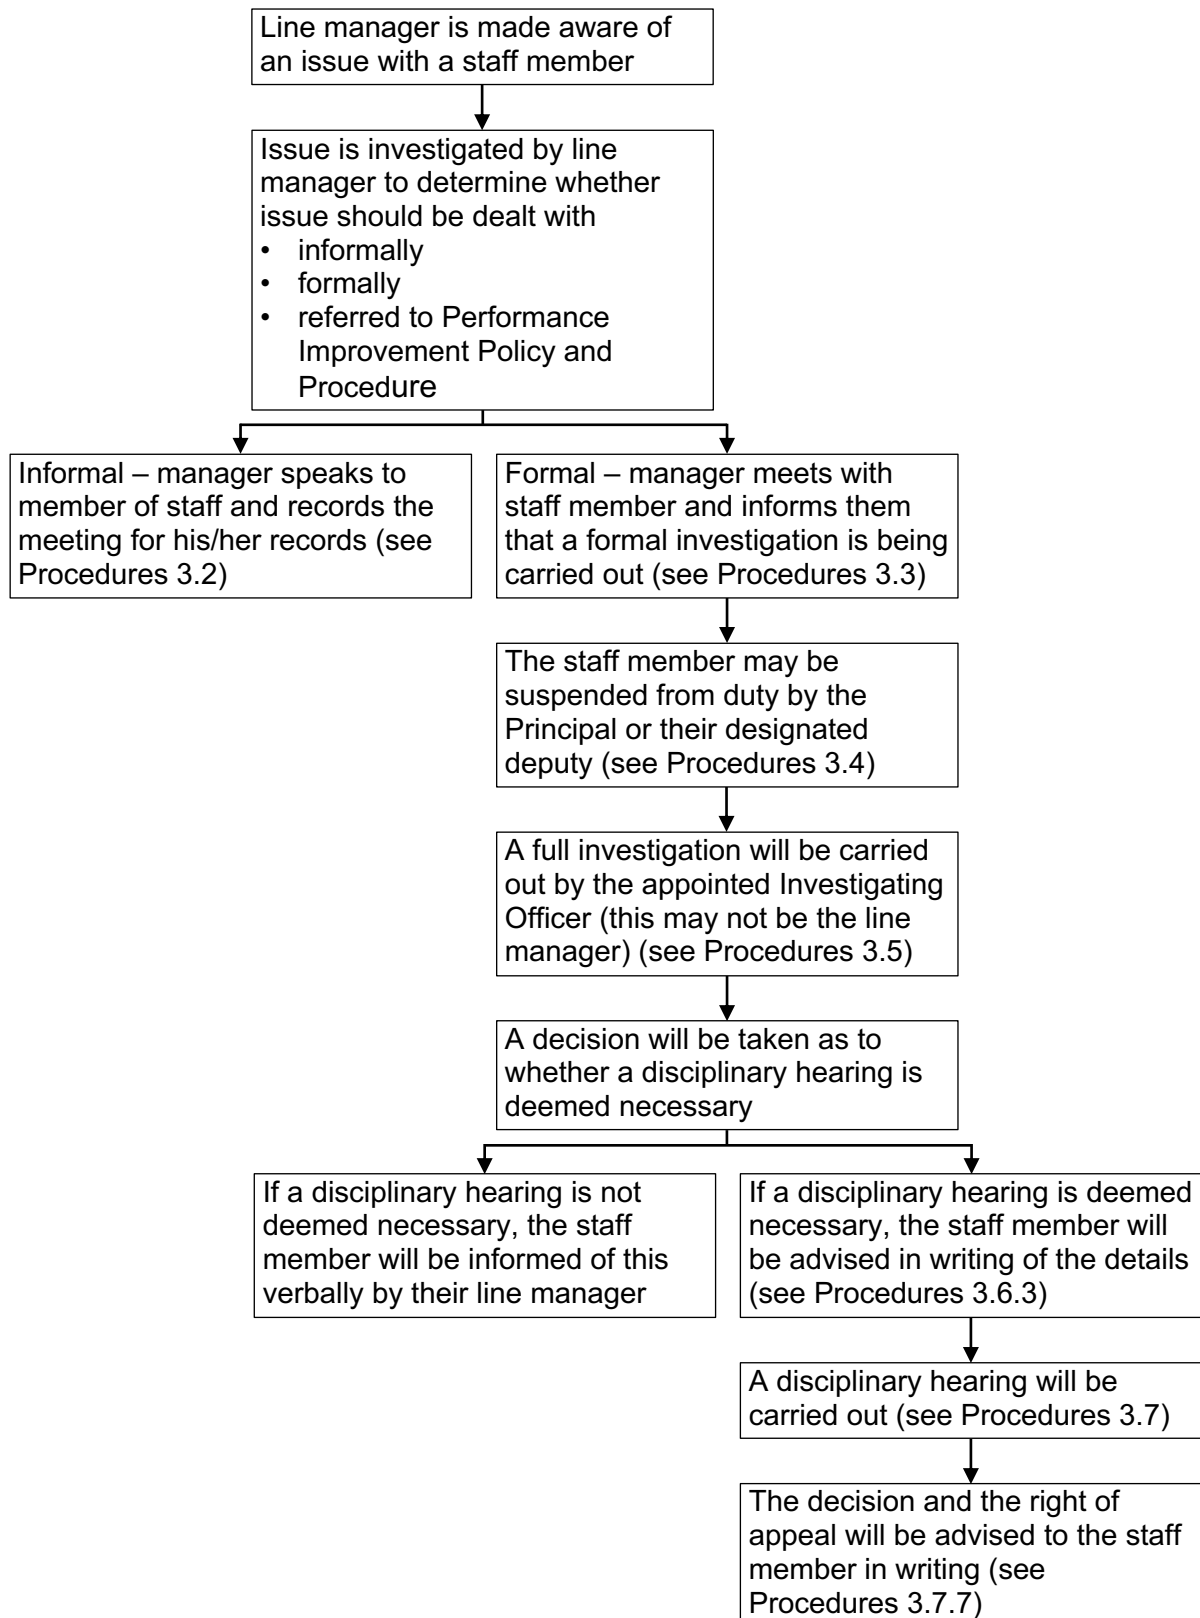 Line manager is made aware of
an issue with a staff member
Issue is investigated by line
manager to determine whether
issue should be dealt with
• informally
• formally
• referred to Performance
Improvement Policy and
Procedure
Informal – manager speaks to
member of staff and records the
meeting for his/her records (see
Procedures 3.2)
Formal – manager meets with
staff member and informs them
that a formal investigation is being
carried out (see Procedures 3.3)
The staff member may be
suspended from duty by the
Principal or their designated
deputy (see Procedures 3.4)
A full investigation will be carried
out by the appointed Investigating
Officer (this may not be the line
manager) (see Procedures 3.5)
A decision will be taken as to
whether a disciplinary hearing is
deemed necessary
If a disciplinary hearing is not
deemed necessary, the staff
member will be informed of this
verbally by their line manager
If a disciplinary hearing is deemed
necessary, the staff member will
be advised in writing of the details
(see Procedures 3.6.3)
A disciplinary hearing will be
carried out (see Procedures 3.7)
The decision and the right of
appeal will be advised to the staff
member in writing (see
Procedures 3.7.7)